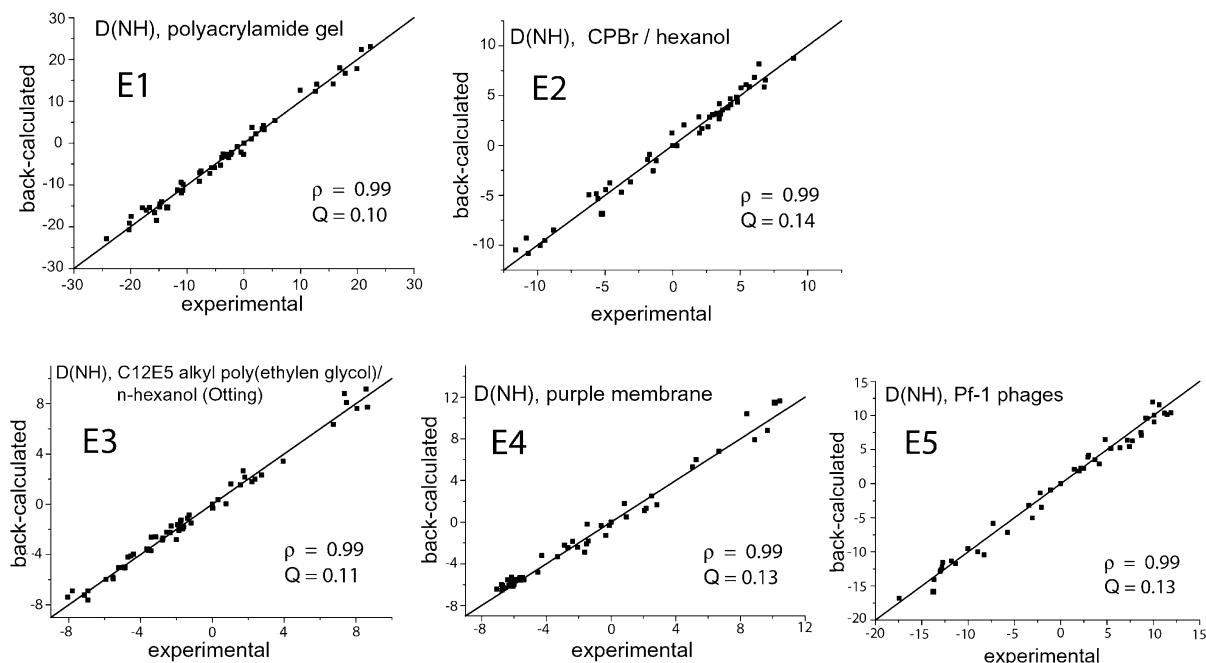 D(NH), polyacrylamide gel
E1
back-calculated
30
20
10
0
-10
-20
-30
ρ = 0.99
Q = 0.10
-30 -20 -10 0 10 20 30
experimental
D(NH), CPBr / hexanol
E2
back-calculated
10
5
0
-5
-10
ρ = 0.99
Q = 0.14
-10 -5 0 5 10
experimental
D(NH), C12E5 alkyl poly(ethylen glycol)/
n-hexanol (Otting)
E3
back-calculated
8
4
0
-4
-8
ρ = 0.99
Q = 0.11
-8 -4 0 4 8
experimental
D(NH), purple membrane
E4
back-calculated
12
8
4
0
-4
-8
ρ = 0.99
Q = 0.13
-8 -4 0 4 8 12
experimental
D(NH), Pf-1 phages
E5
back-calculated
15
10
5
0
-5
-10
-15
-20
ρ = 0.99
Q = 0.13
-20 -15 -10 -5 0 5 10 15
experimental